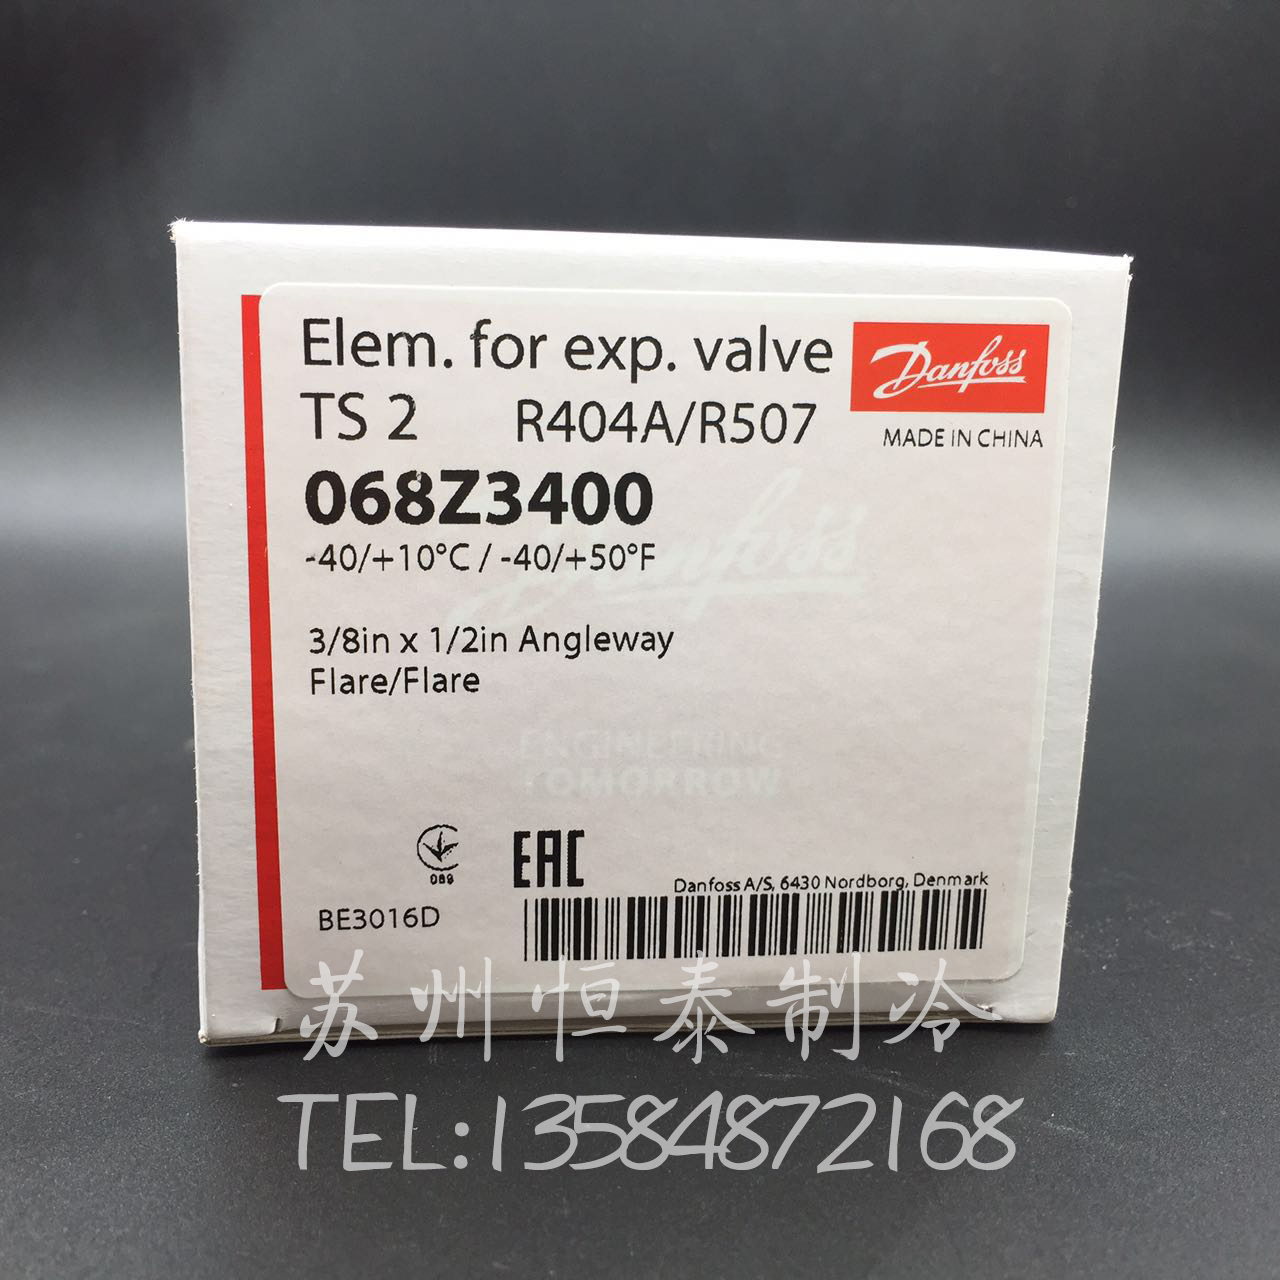 Elem. for exp. valve
Danfoss
TS 2 R404A/R507
MADE IN CHINA
068Z3400
-40/+10°C / -40/+50°F
Danfoss
3/8in x 1/2in Angleway
Flare/Flare
ENGINEERING
TOMORROW
089
EAC
Danfoss A/S, 6430 Nordborg, Denmark
BE3016D
苏州恒泰制冷
TEL:13584872168